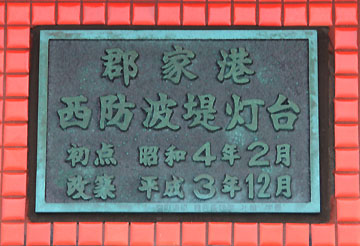 郡家港
西防波堤灯台
初点 昭和4年2月
改築 平成3年12月